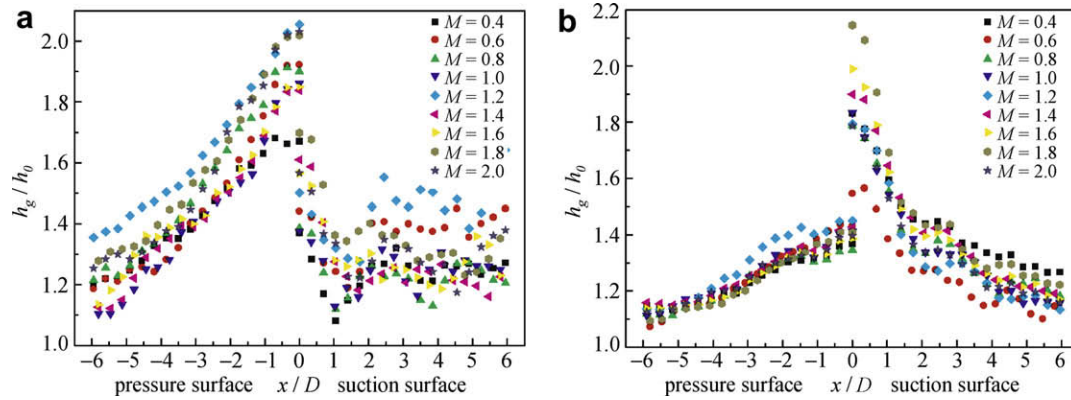 a
2.0
1.8
1.6
1.4
1.2
1.0
h_g / h_0
M = 0.4
M = 0.6
M = 0.8
M = 1.0
M = 1.2
M = 1.4
M = 1.6
M = 1.8
M = 2.0
−6 −5 −4 −3 −2 −1 0 1 2 3 4 5 6
pressure surface x / D suction surface
b
2.2
2.0
1.8
1.6
1.4
1.2
1.0
h_g / h_0
M = 0.4
M = 0.6
M = 0.8
M = 1.0
M = 1.2
M = 1.4
M = 1.6
M = 1.8
M = 2.0
−6 −5 −4 −3 −2 −1 0 1 2 3 4 5 6
pressure surface x / D suction surface